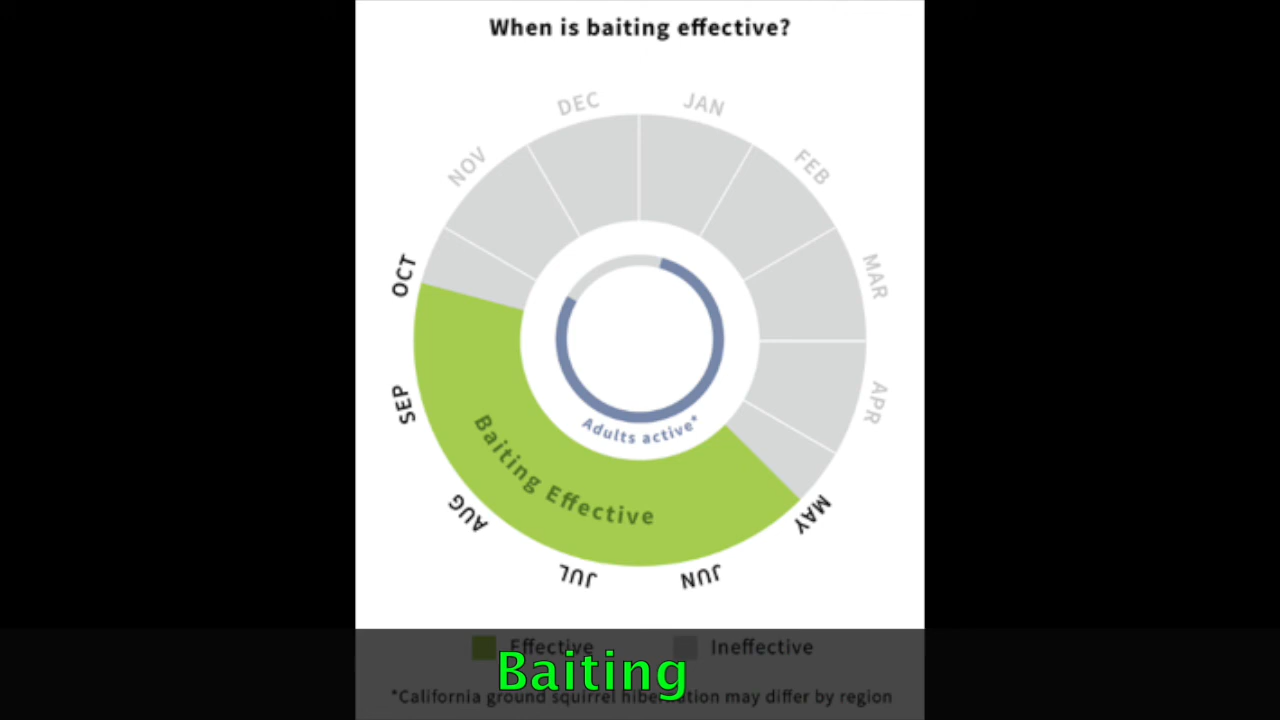 When is baiting effective?
DEC
JAN
NOV
FEB
OCT
MAR
SEP
APR
Adults active*
Baiting Effective
AUG
MAY
JUL
JUN
Effective
Ineffective
Baiting
*California ground squirrel hibernation may differ by region